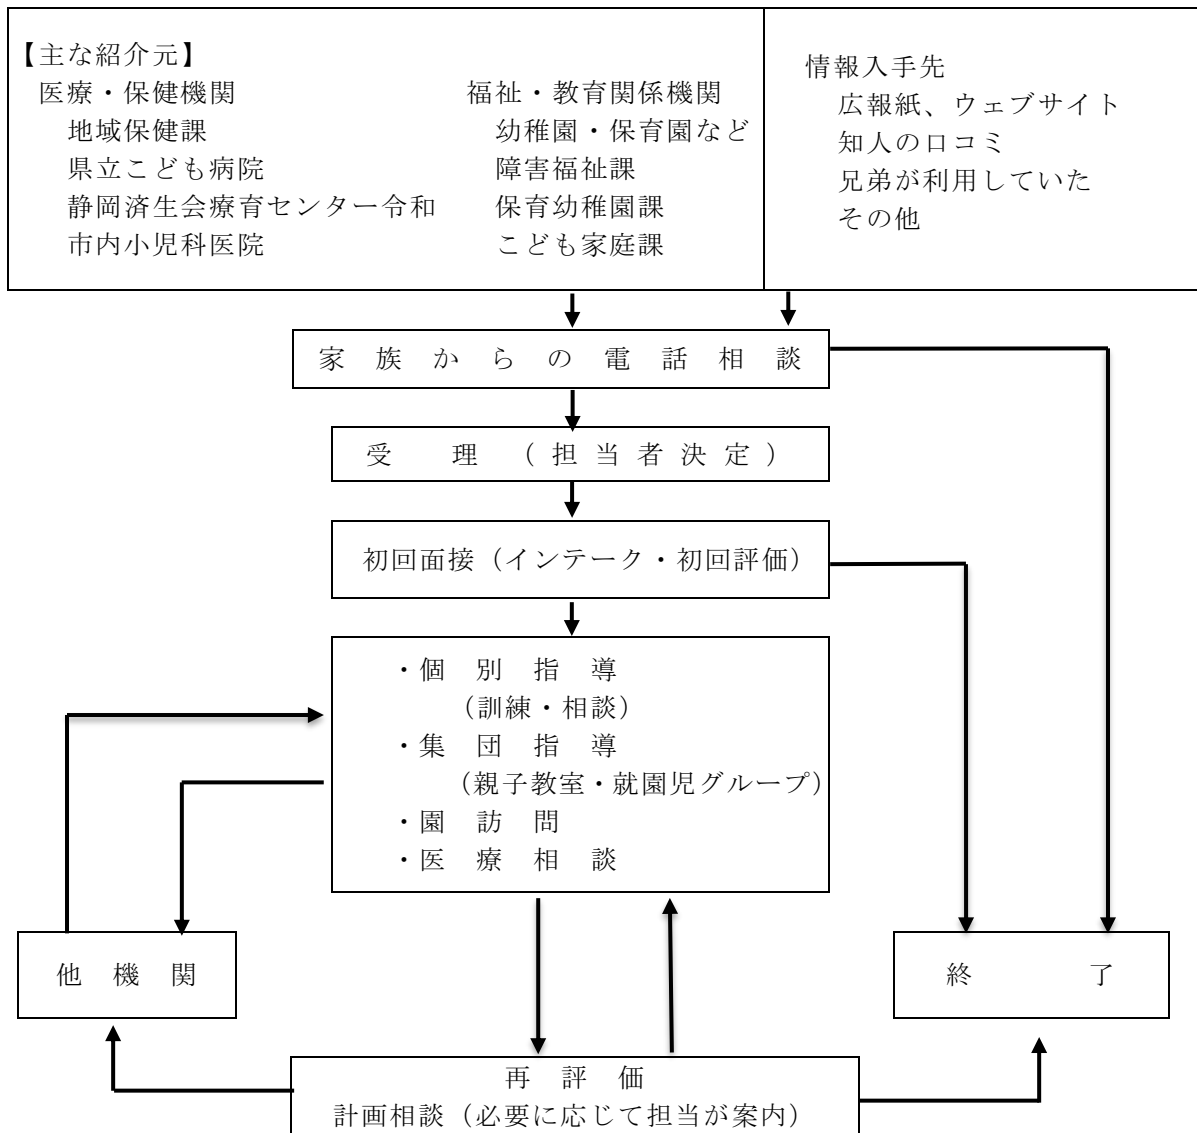 【主な紹介元】
医療・保健機関
地域保健課
県立こども病院
静岡済生会療育センター令和
市内小児科医院
福祉・教育関係機関
幼稚園・保育園など
障害福祉課
保育幼稚園課
こども家庭課
情報入手先
広報紙、ウェブサイト
知人の口コミ
兄弟が利用していた
その他
家族からの電話相談
受理（担当者決定）
初回面接（インテーク・初回評価）
・個別指導
（訓練・相談）
・集団指導
（親子教室・就園児グループ）
・園訪問
・医療相談
他機関
終了
再評価
計画相談（必要に応じて担当が案内）